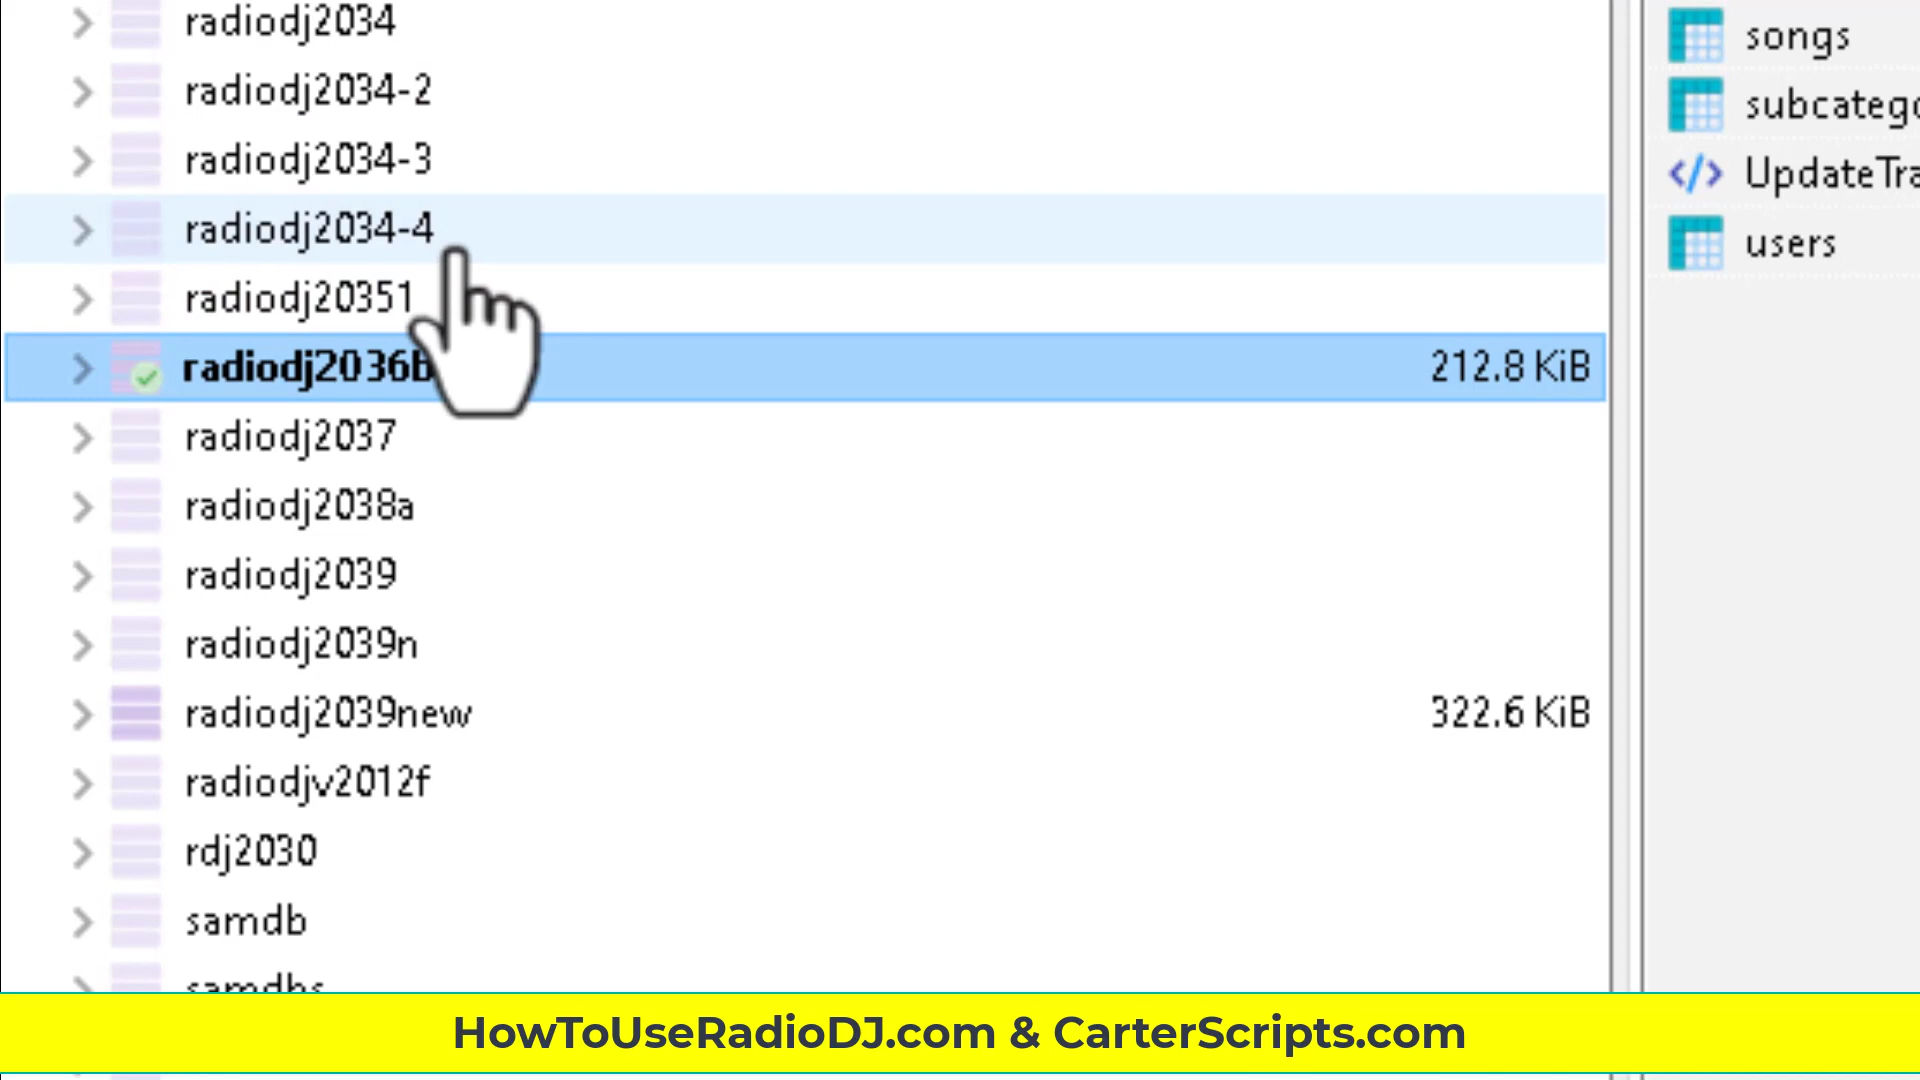 radiodj2034
radiodj2034-2
radiodj2034-3
radiodj2034-4
radiodj20351
radiodj2036b
212.8 KiB
radiodj2037
radiodj2038a
radiodj2039
radiodj2039n
radiodj2039new
322.6 KiB
radiodjv2012f
rdj2030
samdb
samdbs
songs
subcatego
UpdateTra
users
HowToUseRadioDJ.com & CarterScripts.com